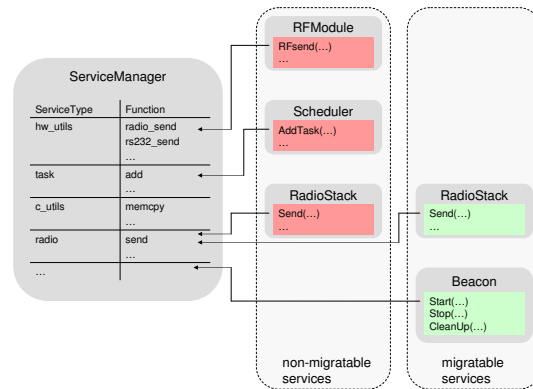 ServiceManager
ServiceType Function
hw_utils radio_send
rs232_send
…
task add
…
c_utils memcpy
…
radio send
…
…
RFModule
RFsend(…)
…
Scheduler
AddTask(…)
…
RadioStack
Send(…)
…
non-migratable
services
RadioStack
Send(…)
…
Beacon
Start(…)
Stop(…)
CleanUp(…)
migratable
services